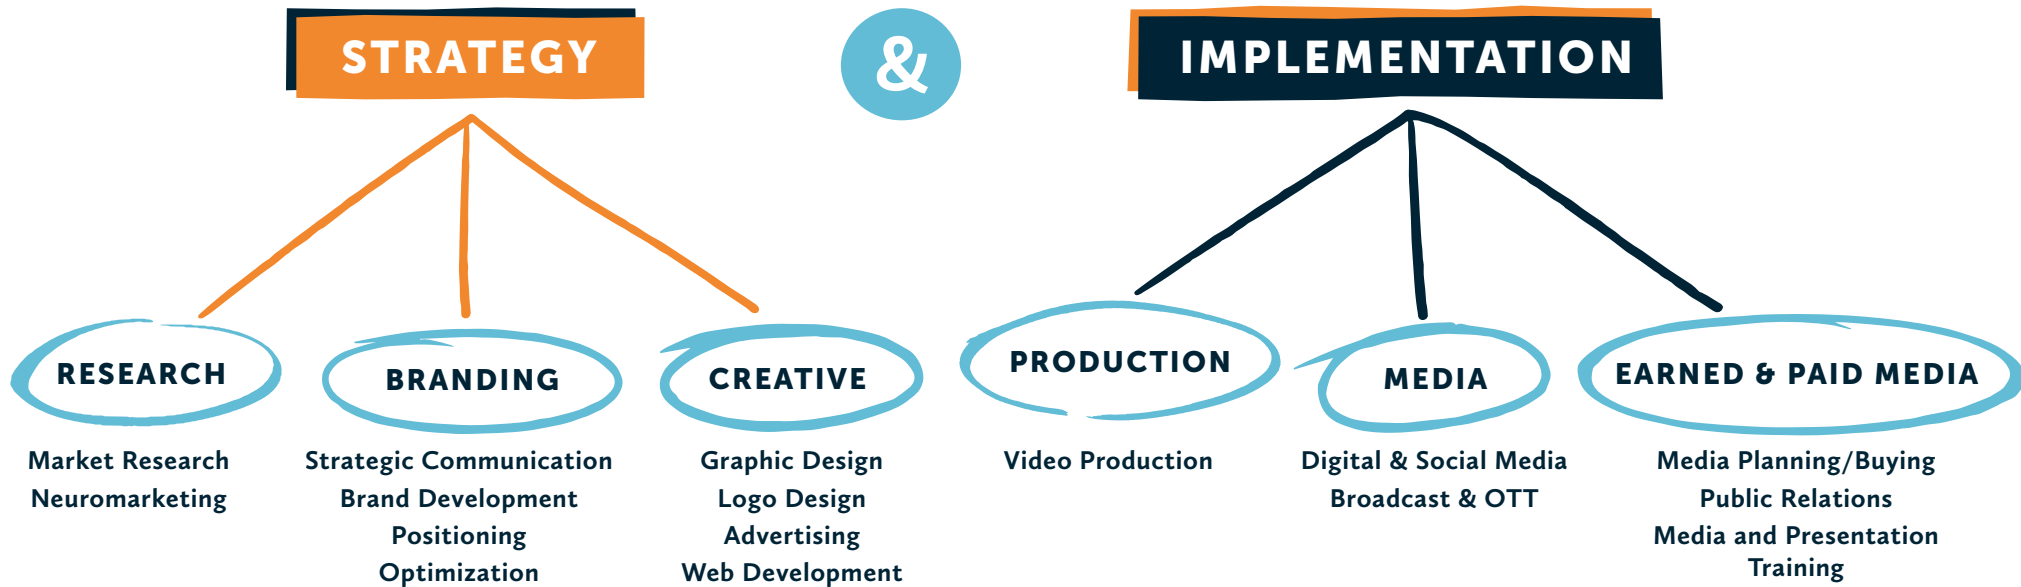 STRATEGY
&
IMPLEMENTATION
RESEARCH
Market Research
Neuromarketing
BRANDING
Strategic Communication
Brand Development
Positioning
Optimization
CREATIVE
Graphic Design
Logo Design
Advertising
Web Development
PRODUCTION
Video Production
MEDIA
Digital & Social Media
Broadcast & OTT
EARNED & PAID MEDIA
Media Planning/Buying
Public Relations
Media and Presentation
Training